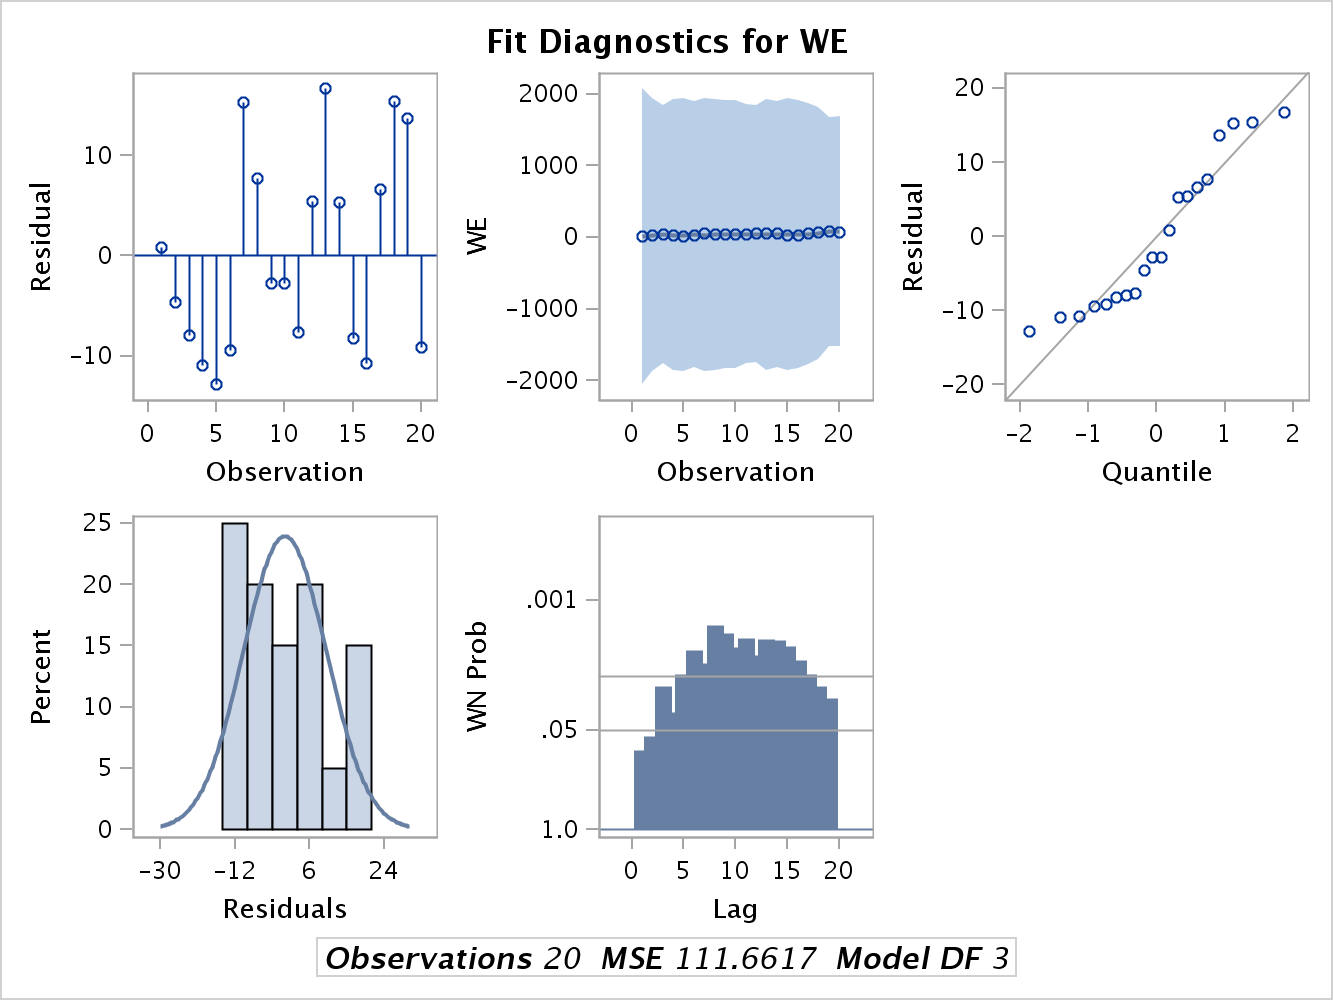 Fit Diagnostics for WE
10
0
−10
Residual
0 5 10 15 20
Observation
2000
1000
0
−1000
−2000
WE
0 5 10 15 20
Observation
20
10
0
−10
−20
Residual
−2 −1 0 1 2
Quantile
25
20
15
10
5
0
Percent
−30 −12 6 24
Residuals
.001
.05
1.0
WN Prob
0 5 10 15 20
Lag
Observations 20 MSE 111.6617 Model DF 3